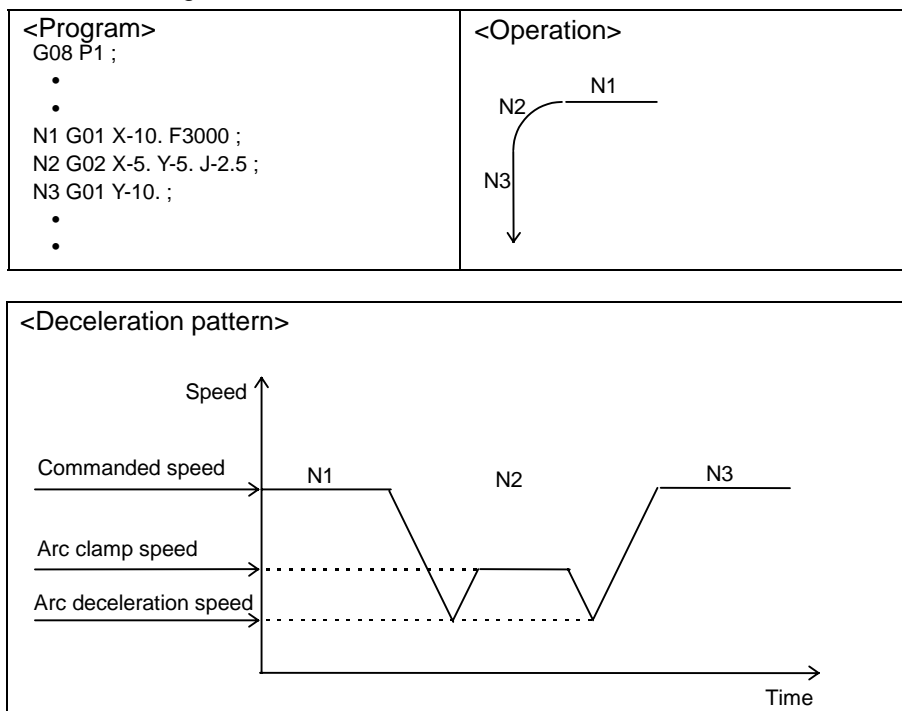 <Program>
G08 P1 ;
•
•
N1 G01 X-10. F3000 ;
N2 G02 X-5. Y-5. J-2.5 ;
N3 G01 Y-10. ;
•
•
<Operation>
N1
N2
N3
<Deceleration pattern>
Speed
Commanded speed
N1
N2
N3
Arc clamp speed
Arc deceleration speed
Time